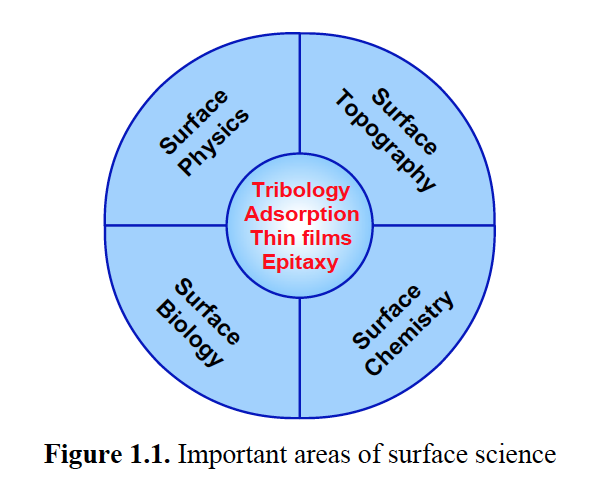 Surface
Physics
Surface
Topography
Tribology
Adsorption
Thin films
Epitaxy
Surface
Biology
Surface
Chemistry
Figure 1.1. Important areas of surface science